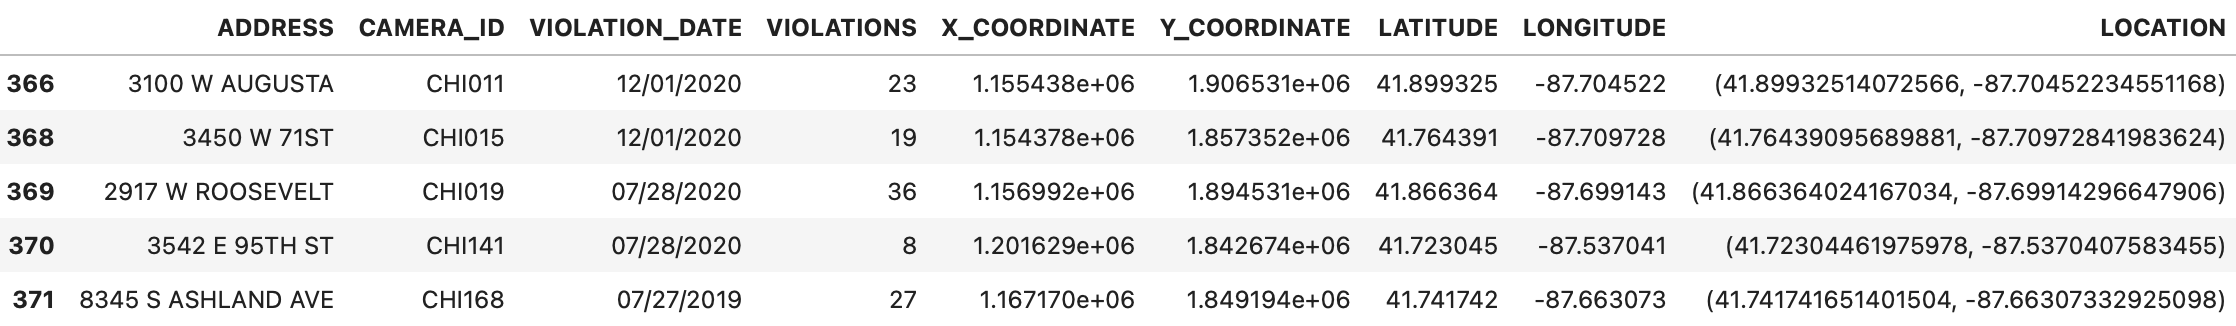 ADDRESS CAMERA_ID VIOLATION_DATE VIOLATIONS X_COORDINATE Y_COORDINATE LATITUDE LONGITUDE LOCATION
366 3100 W AUGUSTA CHI011 12/01/2020 23 1.155438e+06 1.906531e+06 41.899325 -87.704522 (41.89932514072566, -87.70452234551168)
368 3450 W 71ST CHI015 12/01/2020 19 1.154378e+06 1.857352e+06 41.764391 -87.709728 (41.76439095689881, -87.70972841983624)
369 2917 W ROOSEVELT CHI019 07/28/2020 36 1.156992e+06 1.894531e+06 41.866364 -87.699143 (41.866364024167034, -87.69914296647906)
370 3542 E 95TH ST CHI141 07/28/2020 8 1.201629e+06 1.842674e+06 41.723045 -87.537041 (41.72304461975978, -87.5370407583455)
371 8345 S ASHLAND AVE CHI168 07/27/2019 27 1.167170e+06 1.849194e+06 41.741742 -87.663073 (41.741741651401504, -87.66307332925098)